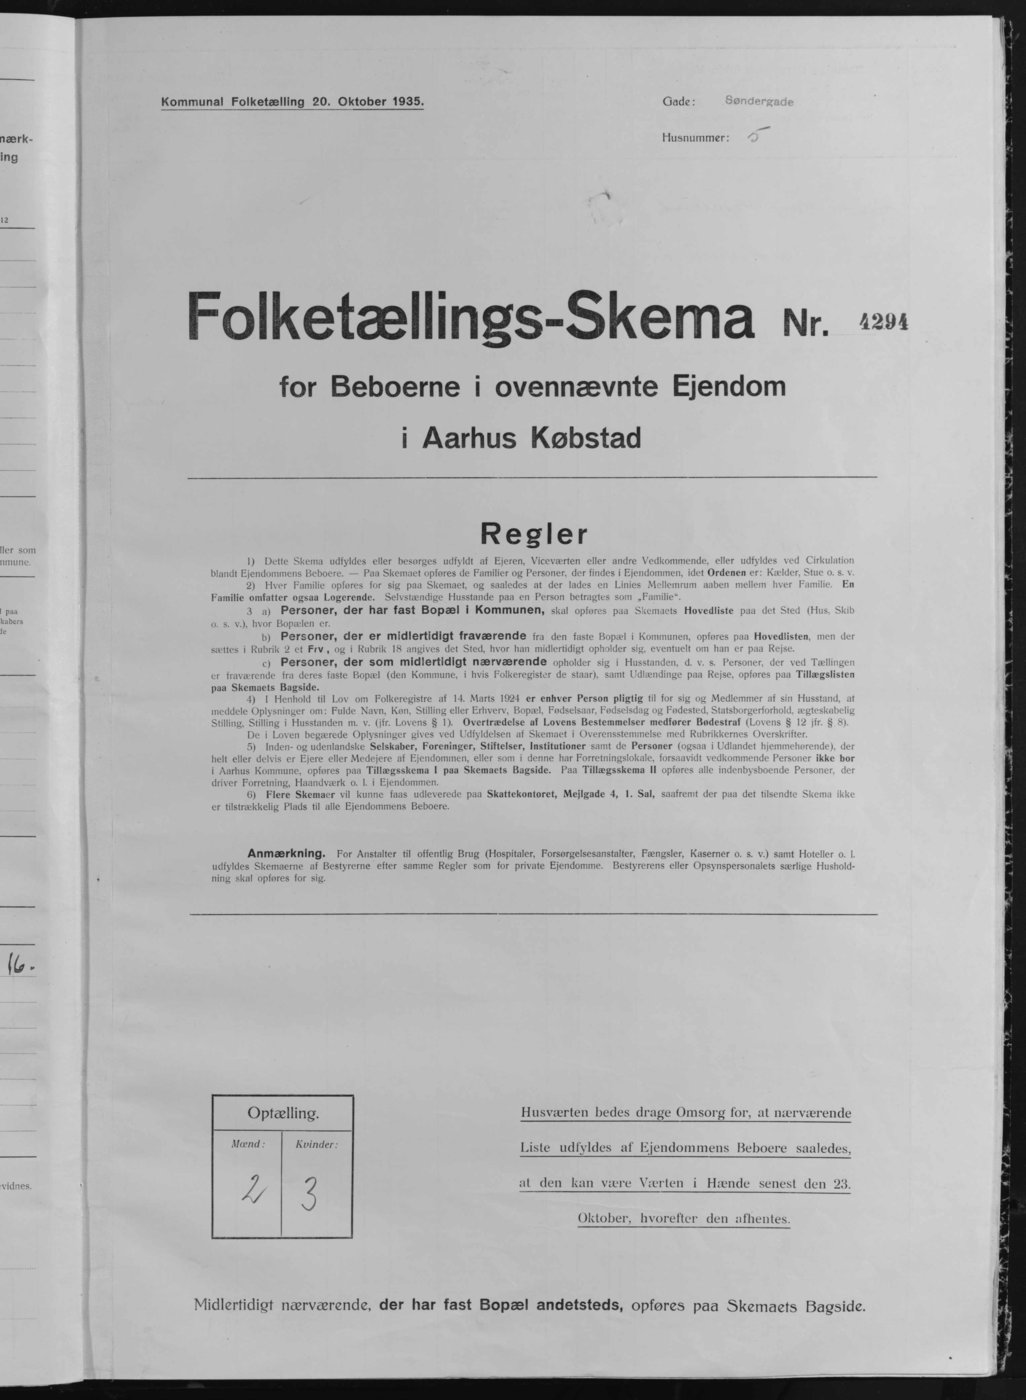 Kommunal Folketælling 20. Oktober 1935.
Gade: Søndergade
Husnummer: 5
Folketællings-Skema Nr. 4294
for Beboerne i ovennævnte Ejendom
i Aarhus Købstad
Regler
1) Dette Skema udfyldes eller besørges udfyldt af Ejeren, Viceværten eller andre Vedkommende, eller udfyldes ved Cirkulation
blandt Ejendommens Beboere. — Paa Skemaet opføres de Familier og Personer, der findes i Ejendommen, idet Ordenen er: Kælder, Stue o. s. v.
2) Hver Familie opføres for sig paa Skemaet, og saaledes at der lades en Linies Mellemrum aaben mellem hver Familie. En
Familie omfatter ogsaa Logerende. Selvstændige Husstande paa en Person betragtes som „Familie“.
3 a) Personer, der har fast Bopæl i Kommunen, skal opføres paa Skemaets Hovedliste paa det Sted (Hus, Skib
o. s. v.), hvor Bopælen er.
b) Personer, der er midlertidigt fraværende fra den faste Bopæl i Kommunen, opføres paa Hovedlisten, men der
sættes i Rubrik 2 et Frv., og i Rubrik 18 angives det Sted, hvor han midlertidigt opholder sig, eventuelt om han er paa Rejse.
c) Personer, der som midlertidigt nærværende opholder sig i Husstanden, d. v. s. Personer, der ved Tællingen
er fraværende fra deres faste Bopæl (den Kommune, i hvis Folkeregister de staar), samt Udlændinge paa Rejse, opføres paa Tillægslisten
paa Skemaets Bagside.
4) I Henhold til Lov om Folkeregistre af 14. Marts 1924 er enhver Person pligtig til for sig og Medlemmer af sin Husstand, at
meddele Oplysninger om: Fulde Navn, Køn, Stilling eller Erhverv, Bopæl, Fødselsaar, Fødselsdag og Fødested, Statsborgerforhold, ægteskabelig
Stilling, Stilling i Husstanden m. v. (jfr. Lovens § 1). Overtrædelse af Lovens Bestemmelser medfører Bødestraf (Lovens § 12 jfr. § 8).
De i Loven begærede Oplysninger gives ved Udfyldelsen af Skemaet i Overensstemmelse med Rubrikkernes Overskrifter.
5) Inden- og udenlandske Selskaber, Foreninger, Stiftelser, Institutioner samt de Personer (ogsaa i Udlandet hjemmehørende), der
helt eller delvis er Ejere eller Medejere af Ejendommen, eller som i denne har Forretningslokale, forsaavidt vedkommende Personer ikke bor
i Aarhus Kommune, opføres paa Tillægsskema I paa Skemaets Bagside. Paa Tillægsskema II opføres alle indenbysboende Personer, der
driver Forretning, Haandværk o. l. i Ejendommen.
6) Flere Skemaer vil kunne faas udleverede paa Skattekontoret, Mejlgade 4, 1. Sal, saafremt der paa det tilsendte Skema ikke
er tilstrækkelig Plads til alle Ejendommens Beboere.
Anmærkning. For Anstalter til offentlig Brug (Hospitaler, Forsørgelsesanstalter, Fængsler, Kaserner o. s. v.) samt Hoteller o. l.
udfyldes Skemaerne af Bestyrerne efter samme Regler som for private Ejendomme. Bestyrerens eller Opsynspersonalets særlige Hushold-
ning skal opføres for sig.
Optælling.
Mænd: Kvinder:
2 3
Husværten bedes drage Omsorg for, at nærværende
Liste udfyldes af Ejendommens Beboere saaledes,
at den kan være Værten i Hænde senest den 23.
Oktober, hvorefter den afhentes.
Midlertidigt nærværende, der har fast Bopæl andetsteds, opføres paa Skemaets Bagside.
nærk-
ing
12
ller som
nmune.
paa
kabers
de
16.
vidnes.